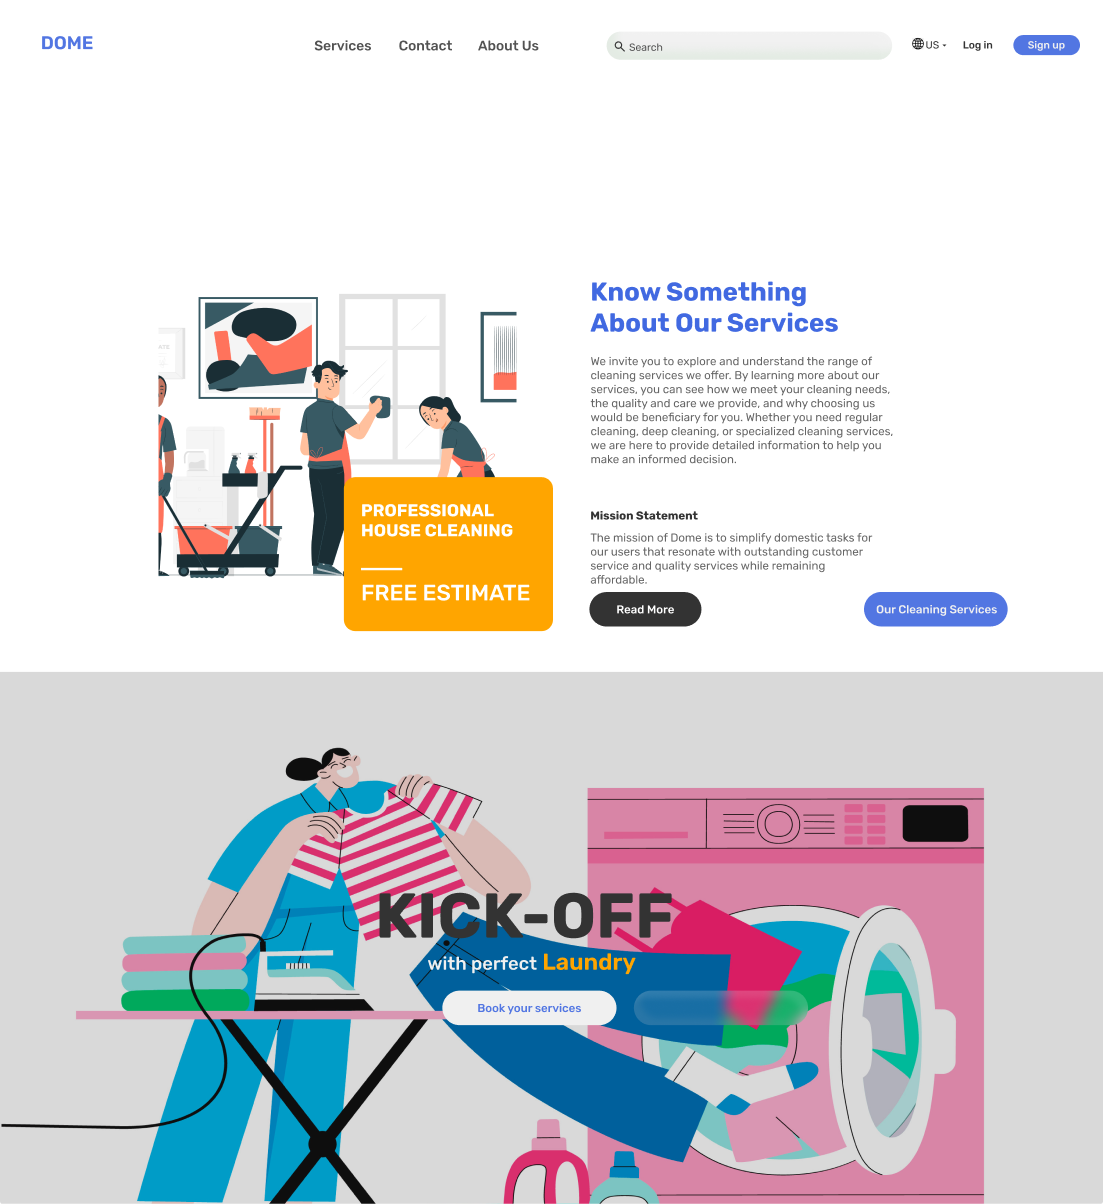 DOME
Services Contact About Us
Search
US
Log in
Sign up
Know Something
About Our Services
We invite you to explore and understand the range of
cleaning services we offer. By learning more about our
services, you can see how we meet your cleaning needs,
the quality and care we provide, and why choosing us
would be beneficiary for you. Whether you need regular
cleaning, deep cleaning, or specialized cleaning services,
we are here to provide detailed information to help you
make an informed decision.
PROFESSIONAL
HOUSE CLEANING
FREE ESTIMATE
Mission Statement
The mission of Dome is to simplify domestic tasks for
our users that resonate with outstanding customer
service and quality services while remaining
affordable.
Read More
Our Cleaning Services
KICK-OFF
with perfect Laundry
Book your services